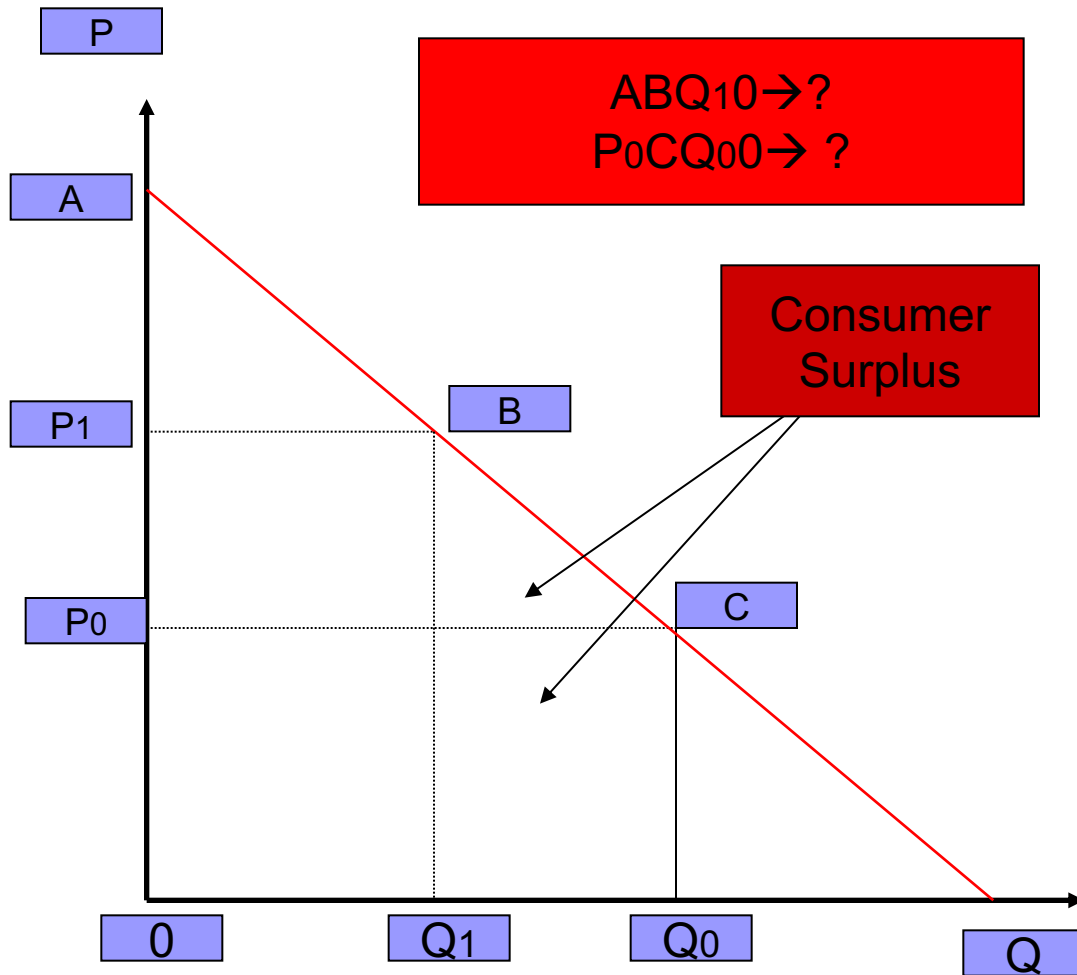 P
ABQ10→?
P0CQ00→ ?
A
Consumer
Surplus
P1
B
P0
C
0
Q1
Q0
Q